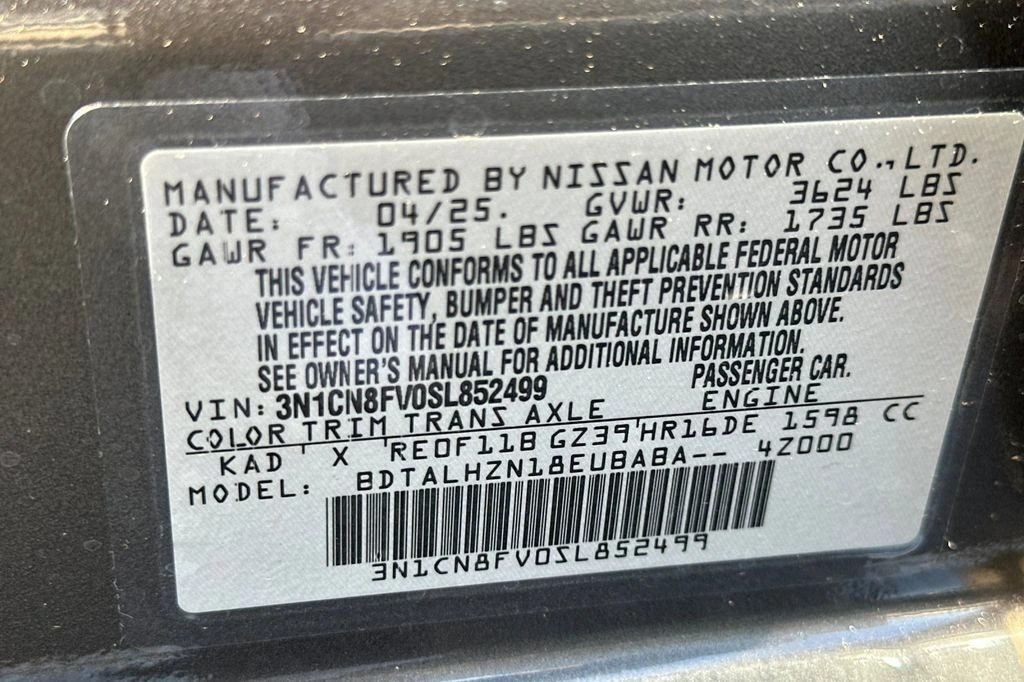 MANUFACTURED BY NISSAN MOTOR CO., LTD.
DATE: 04/25. GVWR: 3624 LBS
GAWR FR: 1905 LBS GAWR RR: 1735 LBS
THIS VEHICLE CONFORMS TO ALL APPLICABLE FEDERAL MOTOR
VEHICLE SAFETY, BUMPER AND THEFT PREVENTION STANDARDS
IN EFFECT ON THE DATE OF MANUFACTURE SHOWN ABOVE.
SEE OWNER'S MANUAL FOR ADDITIONAL INFORMATION.
VIN: 3N1CN8FV0SL852499 PASSENGER CAR.
COLOR TRIM TRANS AXLE ENGINE
KAD X RE0F11B GZ39 HR16DE 1598 CC
MODEL: BDTALHZN18EUBABA-- 4Z000
3N1CN8FV0SL852499